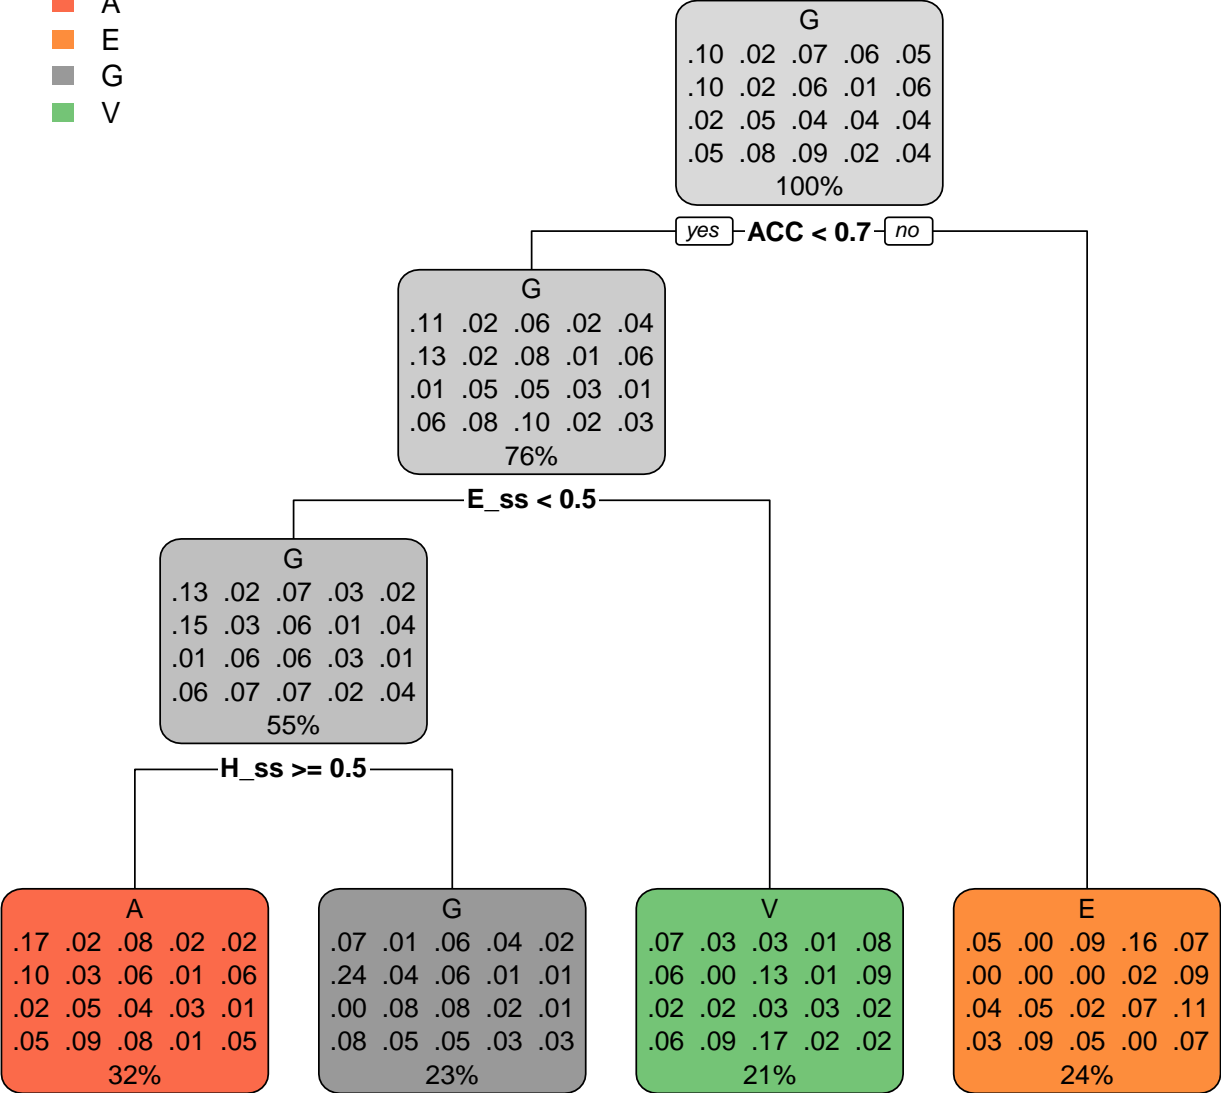 A
E
G
V
G
.10 .02 .07 .06 .05
.10 .02 .06 .01 .06
.02 .05 .04 .04 .04
.05 .08 .09 .02 .04
100%
yes ACC < 0.7 no
G
.11 .02 .06 .02 .04
.13 .02 .08 .01 .06
.01 .05 .05 .03 .01
.06 .08 .10 .02 .03
76%
E_ss < 0.5
G
.13 .02 .07 .03 .02
.15 .03 .06 .01 .04
.01 .06 .06 .03 .01
.06 .07 .07 .02 .04
55%
H_ss >= 0.5
A
.17 .02 .08 .02 .02
.10 .03 .06 .01 .06
.02 .05 .04 .03 .01
.05 .09 .08 .01 .05
32%
G
.07 .01 .06 .04 .02
.24 .04 .06 .01 .01
.00 .08 .08 .02 .01
.08 .05 .05 .03 .03
23%
V
.07 .03 .03 .01 .08
.06 .00 .13 .01 .09
.02 .02 .03 .03 .02
.06 .09 .17 .02 .02
21%
E
.05 .00 .09 .16 .07
.00 .00 .00 .02 .09
.04 .05 .02 .07 .11
.03 .09 .05 .00 .07
24%